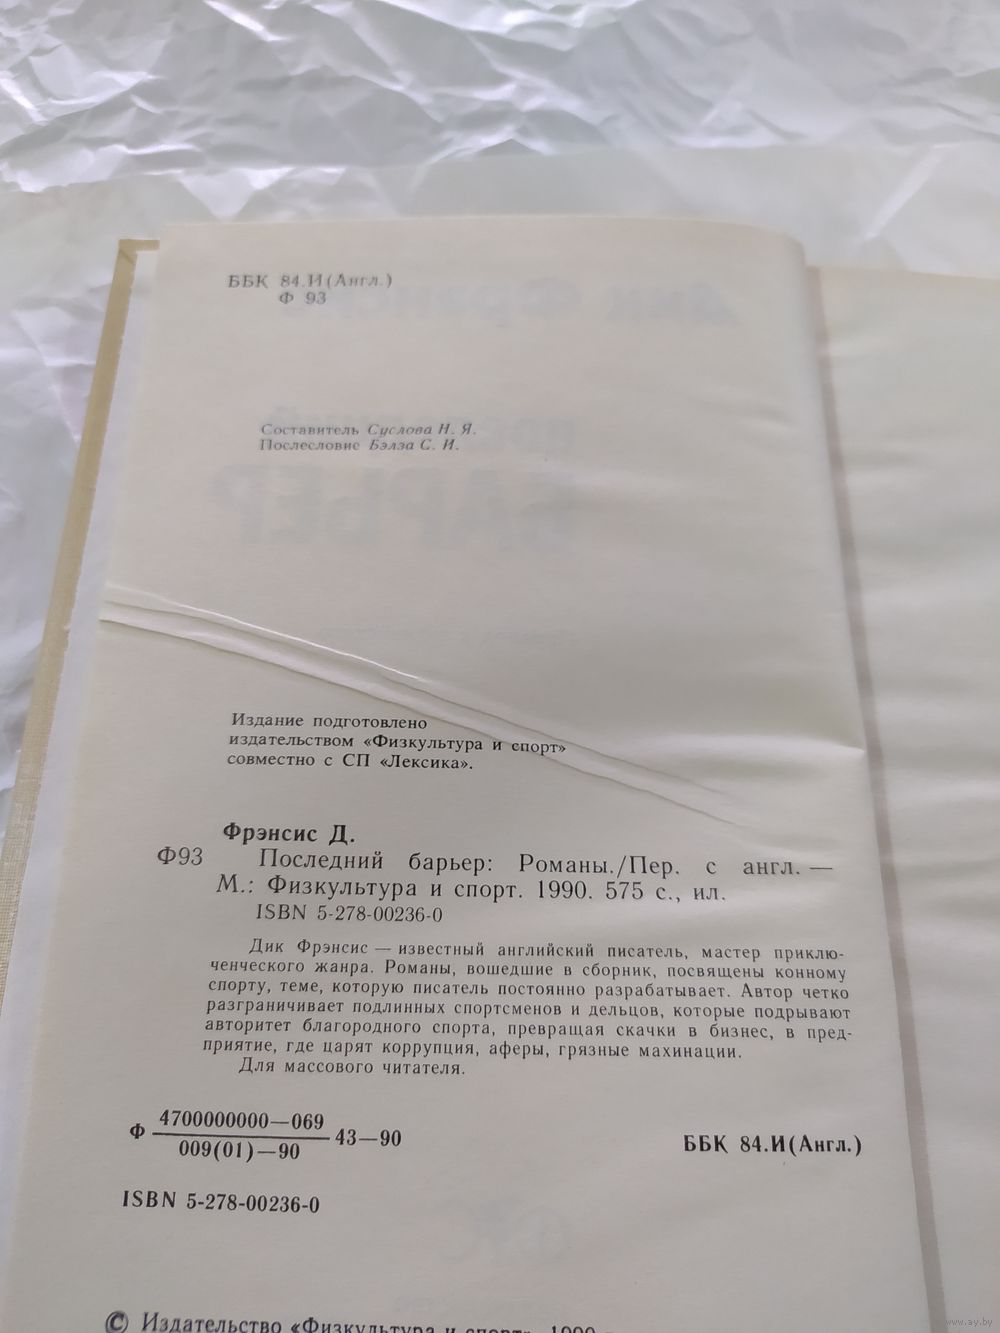 ББК 84.И(Англ.)
Ф 93
Составитель Суслова Н. Я.
Послесловие Бэлза С. И.
Издание подготовлено
издательством «Физкультура и спорт»
совместно с СП «Лексика».
Фрэнсис Д.
Ф93 Последний барьер: Романы./Пер. с англ. —
М.: Физкультура и спорт. 1990. 575 с., ил.
ISBN 5-278-00236-0
Дик Фрэнсис — известный английский писатель, мастер приклю-
ченческого жанра. Романы, вошедшие в сборник, посвящены конному
спорту, теме, которую писатель постоянно разрабатывает. Автор четко
разграничивает подлинных спортсменов и дельцов, которые подрывают
авторитет благородного спорта, превращая скачки в бизнес, в пред-
приятие, где царят коррупция, аферы, грязные махинации.
Для массового читателя.
Ф 4700000000—069
009(01)—90 43—90
ББК 84.И(Англ.)
ISBN 5-278-00236-0
© Издательство «Физкультура и спорт», 1990
www.ay.by